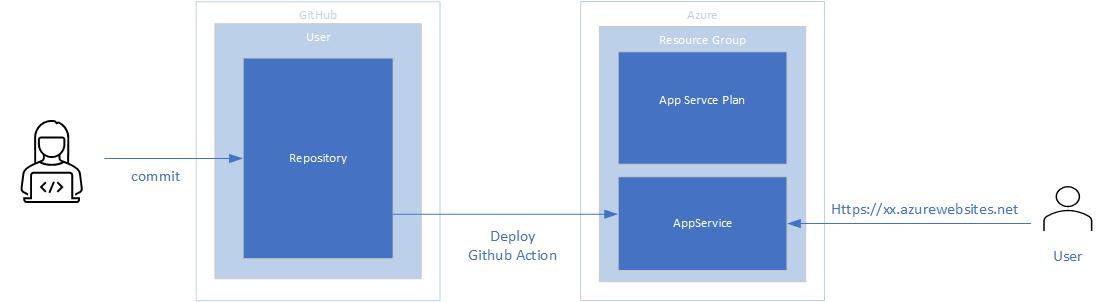 GitHub
User
Repository
commit
Deploy
Github Action
Azure
Resource Group
App Servce Plan
AppService
Https://xx.azurewebsites.net
User